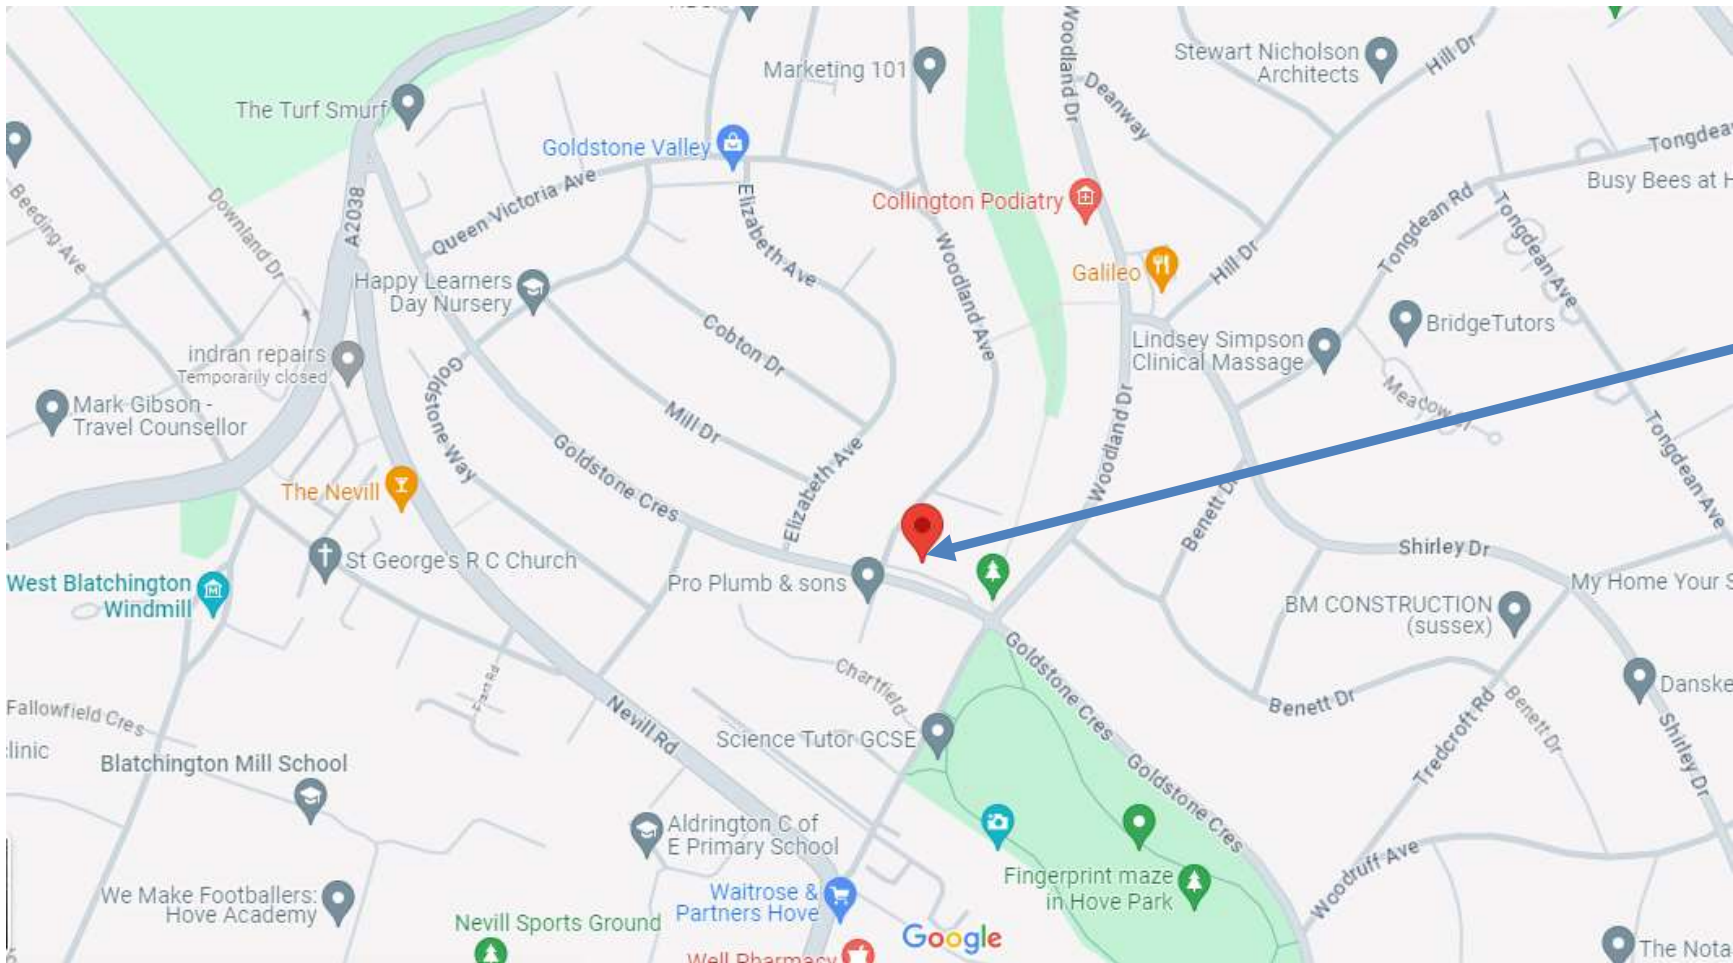 Marketing 101
Stewart Nicholson
Architects
Hill Dr
Woodland Dr
Deanway
The Turf Smurf
Goldstone Valley
Tongdea
Busy Bees at H
Queen Victoria Ave
Elizabeth Ave
Collington Podiatry
Tongdean Rd
Tongdean Ave
A2038
Downland Dr
Beeding Ave
Woodland Ave
Galileo
Hill Dr
Happy Learners
Day Nursery
Cobton Dr
Lindsey Simpson
Clinical Massage
BridgeTutors
indran repairs
Temporarily closed
Mark Gibson -
Travel Counsellor
Goldstone Way
Mill Dr
Woodland Dr
Tongdean Ave
Goldstone Cres
Elizabeth Ave
The Nevill
Benett Dr
Shirley Dr
St George's R C Church
West Blatchington
Windmill
Pro Plumb & sons
My Home Your S
BM CONSTRUCTION
(sussex)
Goldstone Cres
Chartfield
Benett Dr
Tredcroft Rd
Benett Dr
Danske
Shirley Dr
Fallowfield Cres
clinic
Nevill Rd
Science Tutor GCSE
Blatchington Mill School
Goldstone Cres
Aldrington C of
E Primary School
Woodruff Ave
Fingerprint maze
in Hove Park
We Make Footballers:
Hove Academy
Waitrose &
Partners Hove
Nevill Sports Ground
Google
Well Pharmacy
The Nota